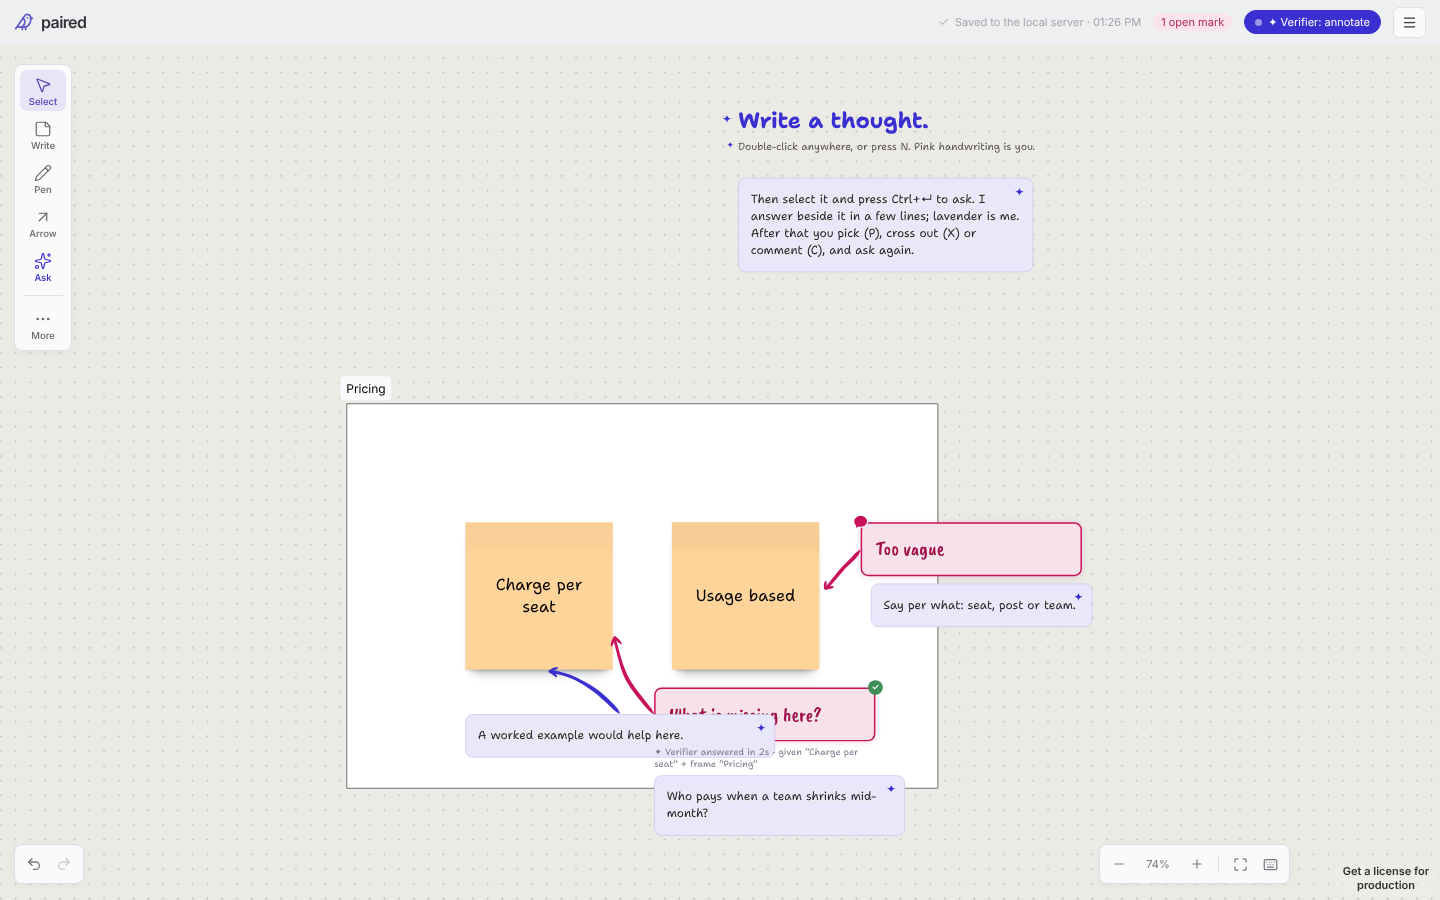 paired
Saved to the local server · 01:26 PM
1 open mark
✦ Verifier: annotate
Select
Write
Pen
Arrow
Ask
More
Write a thought.
Double-click anywhere, or press N. Pink handwriting is you.
Then select it and press Ctrl+↵ to ask. I
answer beside it in a few lines; lavender is me.
After that you pick (P), cross out (X) or
comment (C), and ask again.
Pricing
Charge per
seat
Usage based
Too vague
Say per what: seat, post or team.
What is missing here?
A worked example would help here.
✦ Verifier answered in 2s · given "Charge per
seat" + frame "Pricing"
Who pays when a team shrinks mid-
month?
74%
Get a license for
production